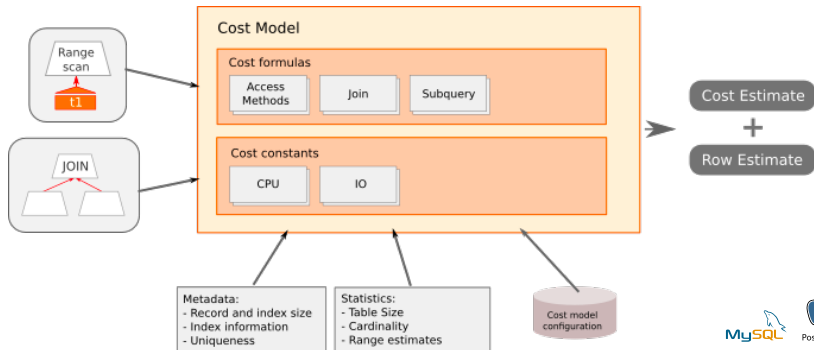 Cost Model
Range
scan
t1
JOIN
Cost formulas
Access
Methods
Join
Subquery
Cost constants
CPU
IO
Cost Estimate
+
Row Estimate
Metadata:
- Record and index size
- Index information
- Uniqueness
Statistics:
- Table Size
- Cardinality
- Range estimates
Cost model
configuration
MySQL
Pos